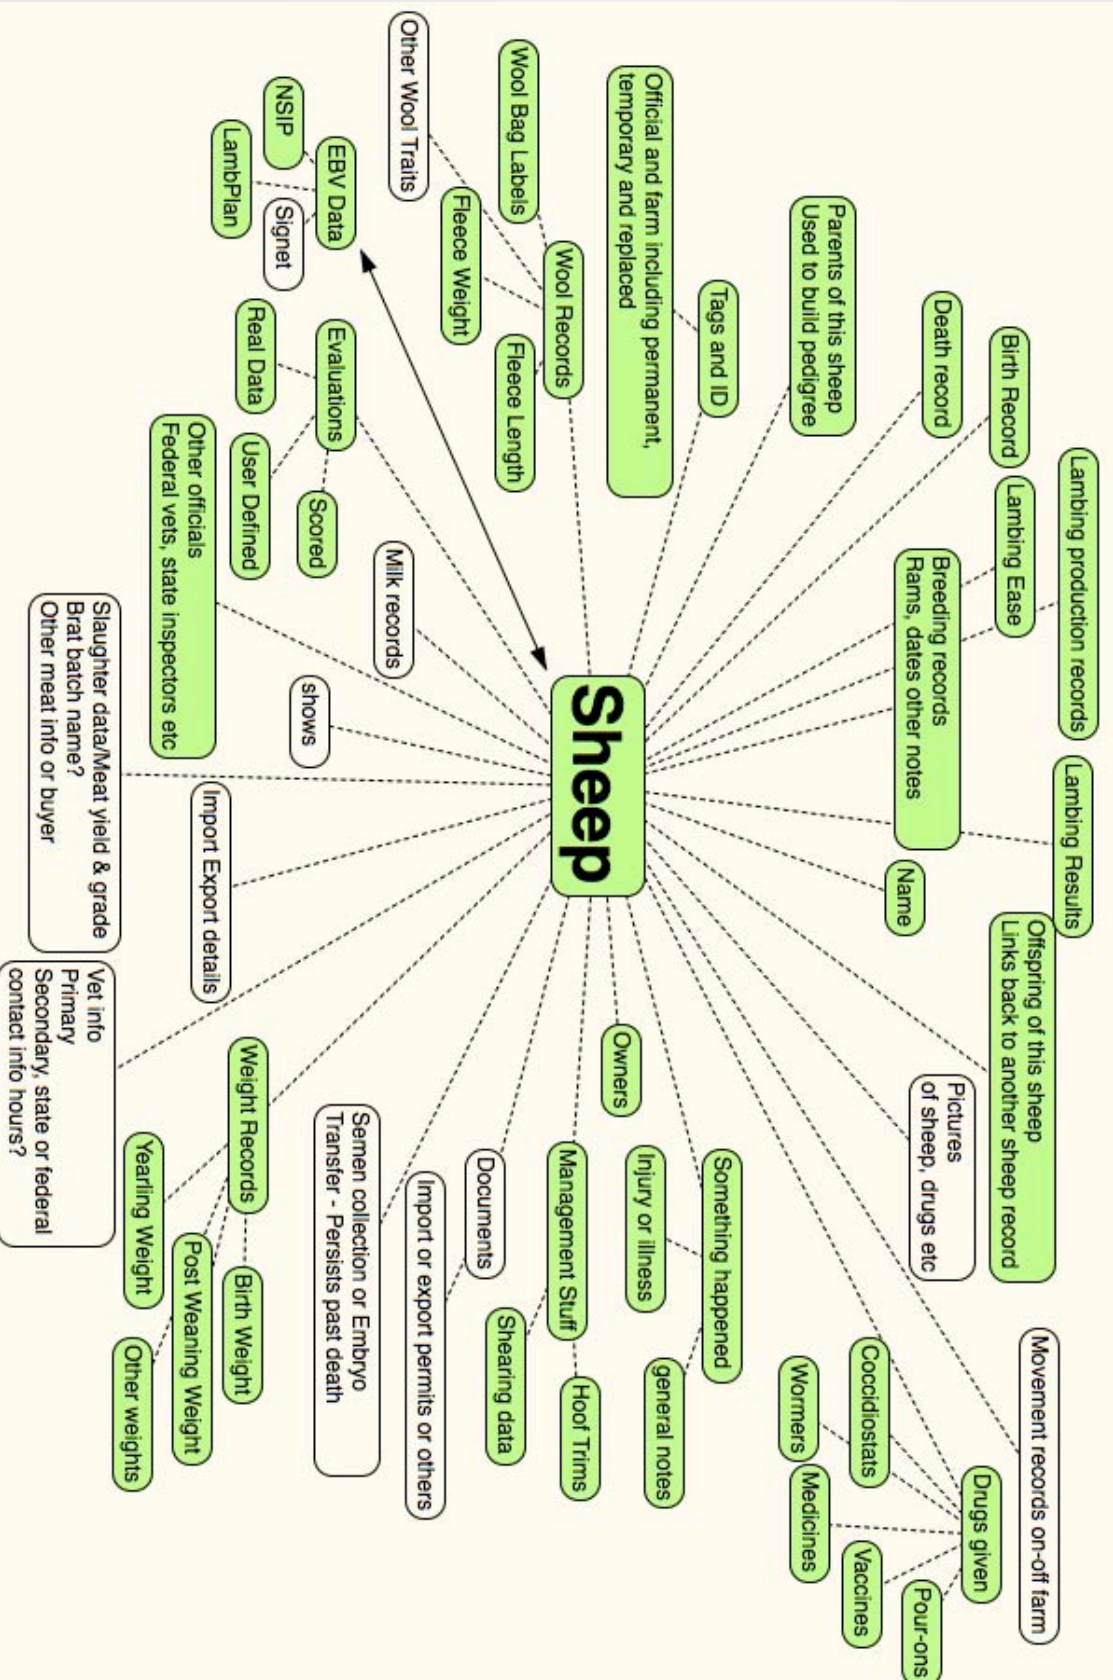 Lambing production records
Lambing Results
Birth Record
Lambing Ease
Offspring of this sheep
Links back to another sheep record
Movement records on-off farm
Death record
Breeding records
Rams, dates other notes
Name
Pictures
of sheep, drugs etc
Drugs given
Pour-ons
Parents of this sheep
Used to build pedigree
Coccidiostats
Vaccines
Wormers
Medicines
Tags and ID
Something happened
Official and farm including permanent,
temporary and replaced
Injury or illness
general notes
Sheep
Owners
Wool Records
Management Stuff
Hoof Trims
Wool Bag Labels
Fleece Length
Shearing data
Fleece Weight
Documents
Other Wool Traits
Import or export permits or others
Milk records
Semen collection or Embryo
Transfer - Persists past death
EBV Data
Evaluations
Scored
shows
NSIP
Signet
LambPlan
Real Data
User Defined
Other officials
Federal vets, state inspectors etc
Import Export details
Weight Records
Birth Weight
Post Weaning Weight
Yearling Weight
Other weights
Slaughter data/Meat yield & grade
Brat batch name?
Other meat info or buyer
Vet info
Primary
Secondary, state or federal
contact info hours?